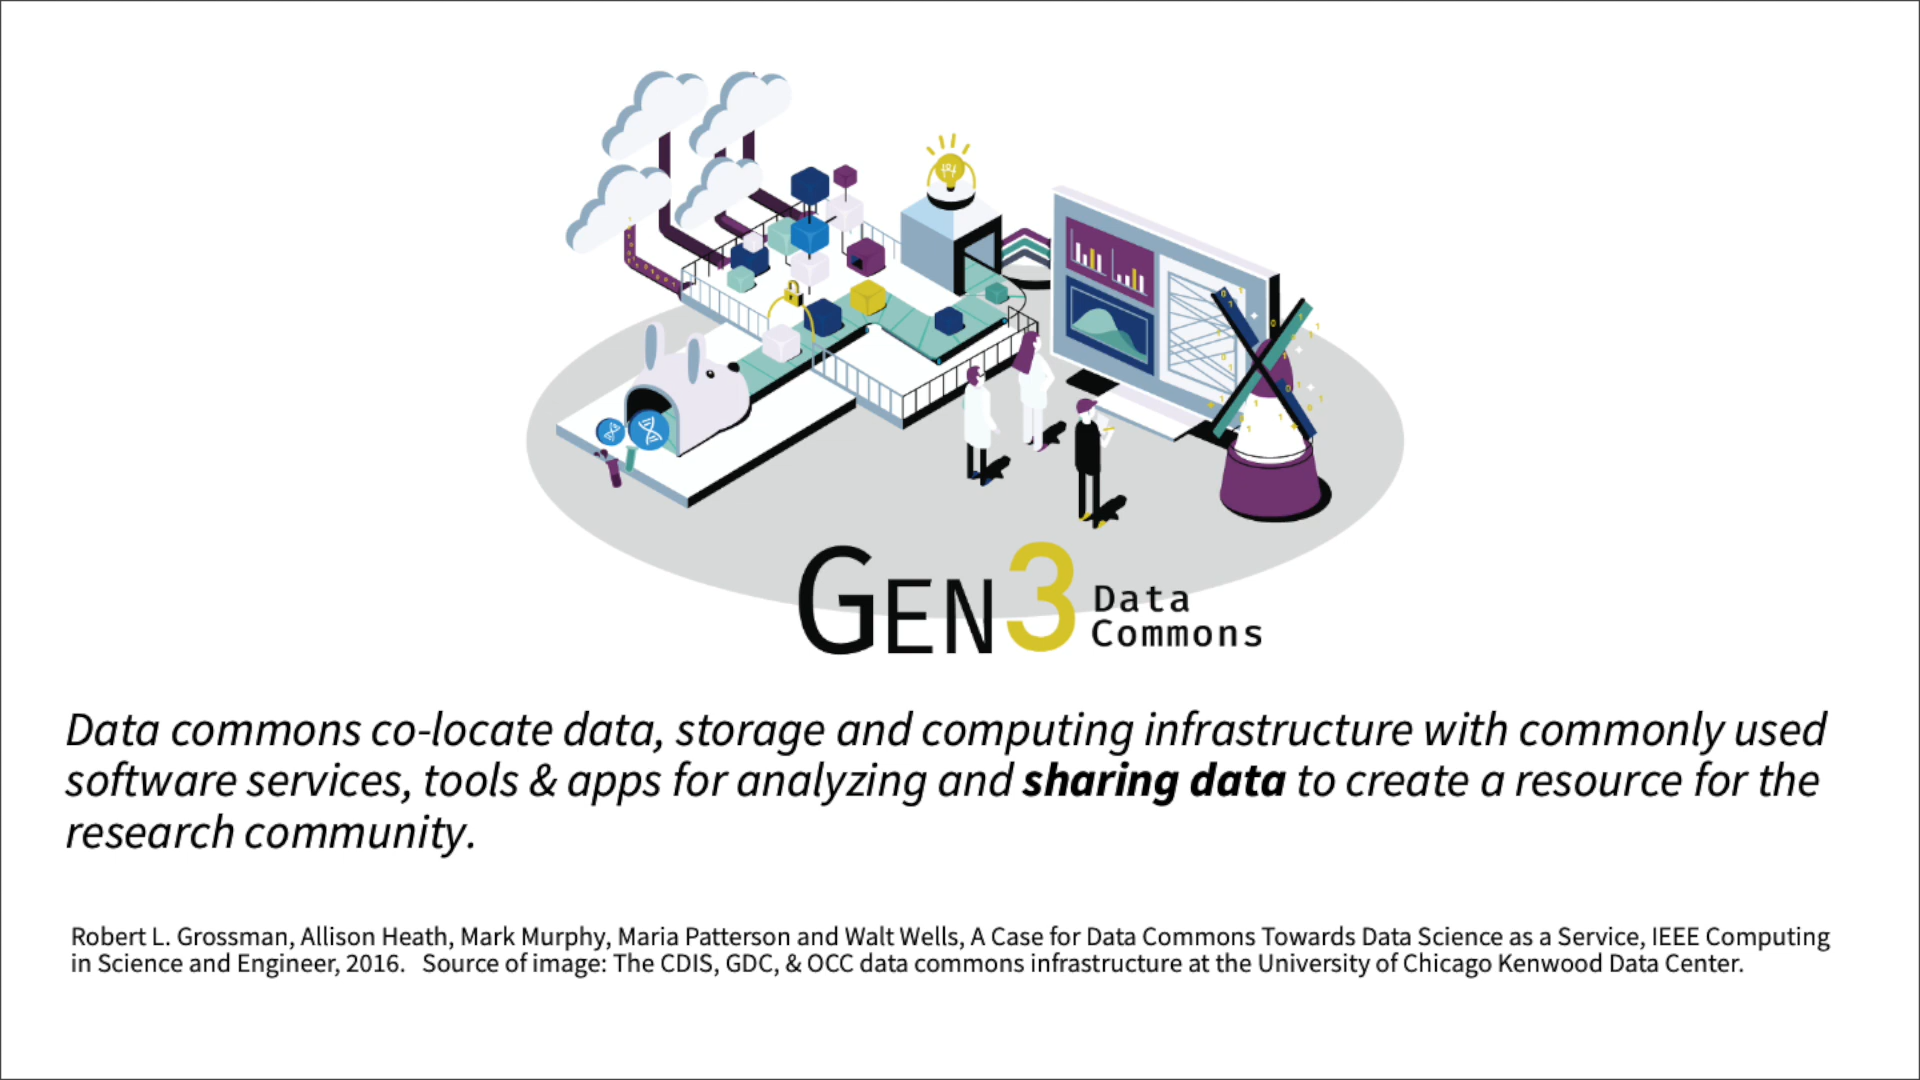 GEN3 Data
Commons
Data commons co-locate data, storage and computing infrastructure with commonly used
software services, tools & apps for analyzing and sharing data to create a resource for the
research community.
Robert L. Grossman, Allison Heath, Mark Murphy, Maria Patterson and Walt Wells, A Case for Data Commons Towards Data Science as a Service, IEEE Computing
in Science and Engineer, 2016. Source of image: The CDIS, GDC, & OCC data commons infrastructure at the University of Chicago Kenwood Data Center.